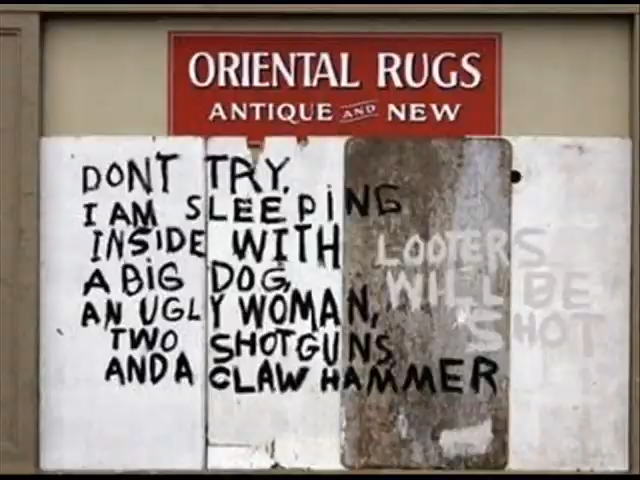 ORIENTAL RUGS
ANTIQUE AND NEW
DONT TRY.
I AM SLEEPING
INSIDE WITH
A BIG DOG,
AN UGLY WOMAN,
TWO SHOTGUNS
AND A CLAW HAMMER
LOOTERS
WILL BE
SHOT